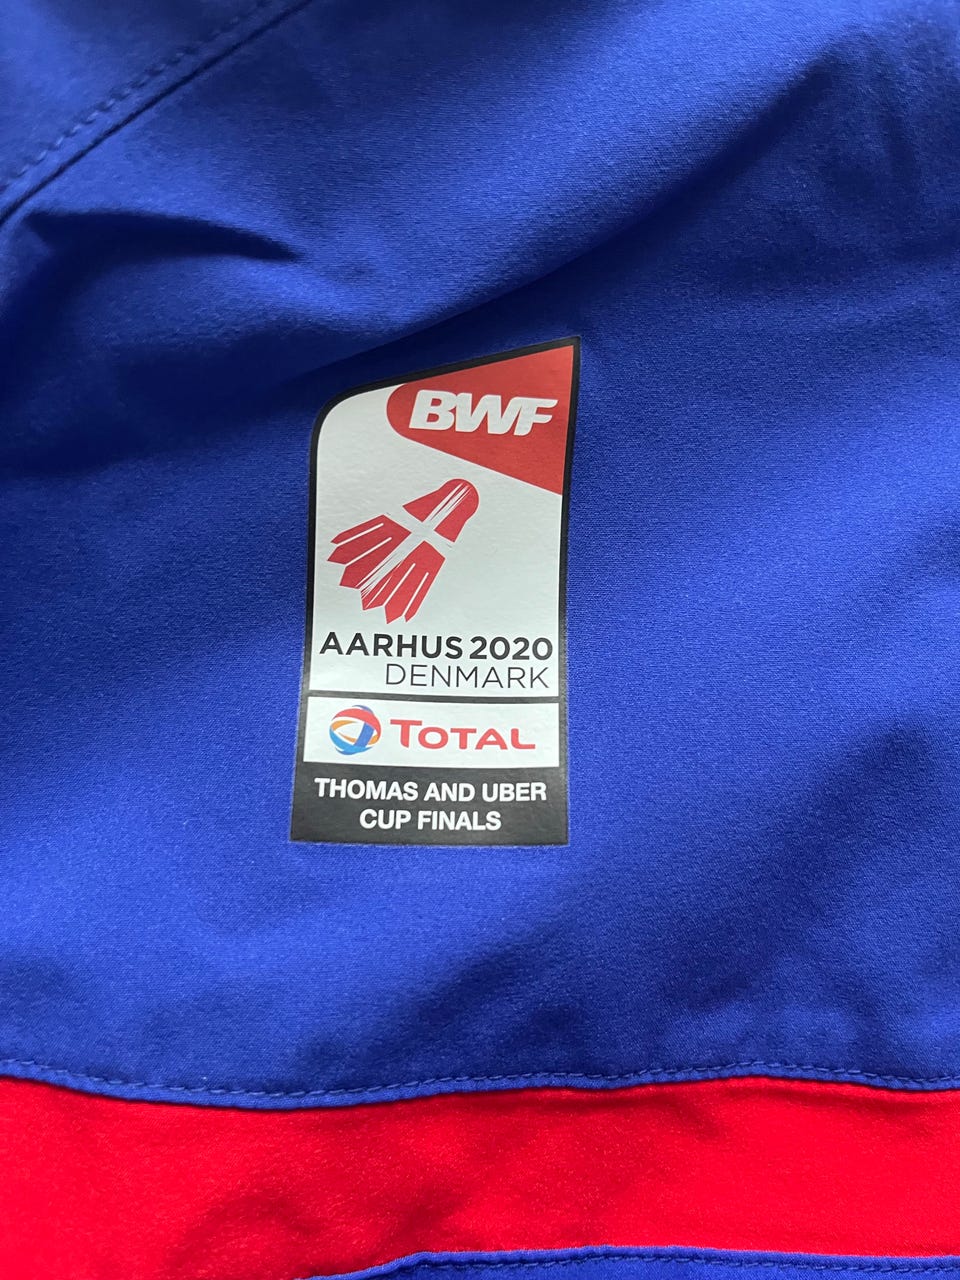 BWF
AARHUS 2020
DENMARK
TOTAL
THOMAS AND UBER
CUP FINALS